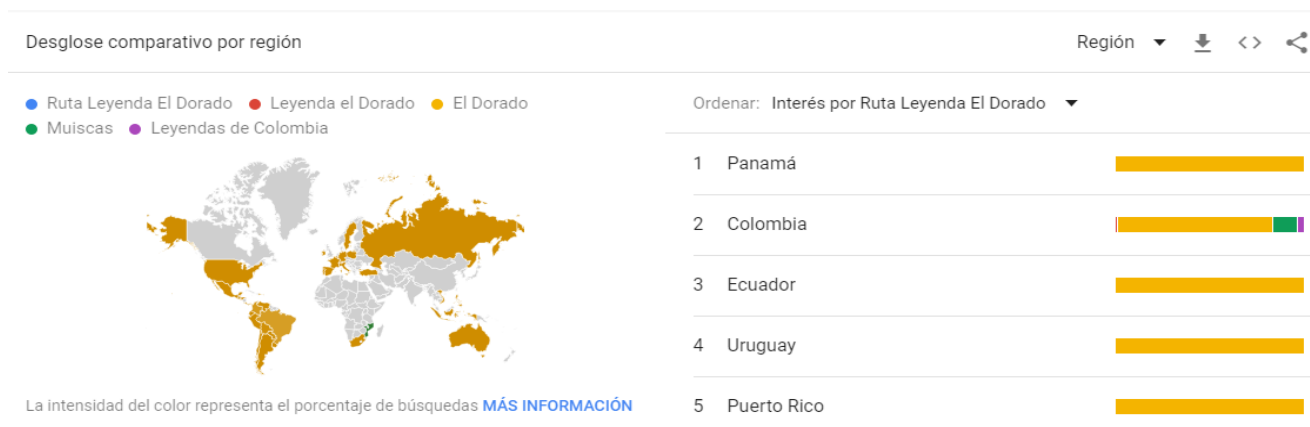 Desglose comparativo por región
Región
Ruta Leyenda El Dorado Leyenda el Dorado El Dorado
Muiscas Leyendas de Colombia
La intensidad del color representa el porcentaje de búsquedas MÁS INFORMACIÓN
Ordenar: Interés por Ruta Leyenda El Dorado
1 Panamá
2 Colombia
3 Ecuador
4 Uruguay
5 Puerto Rico